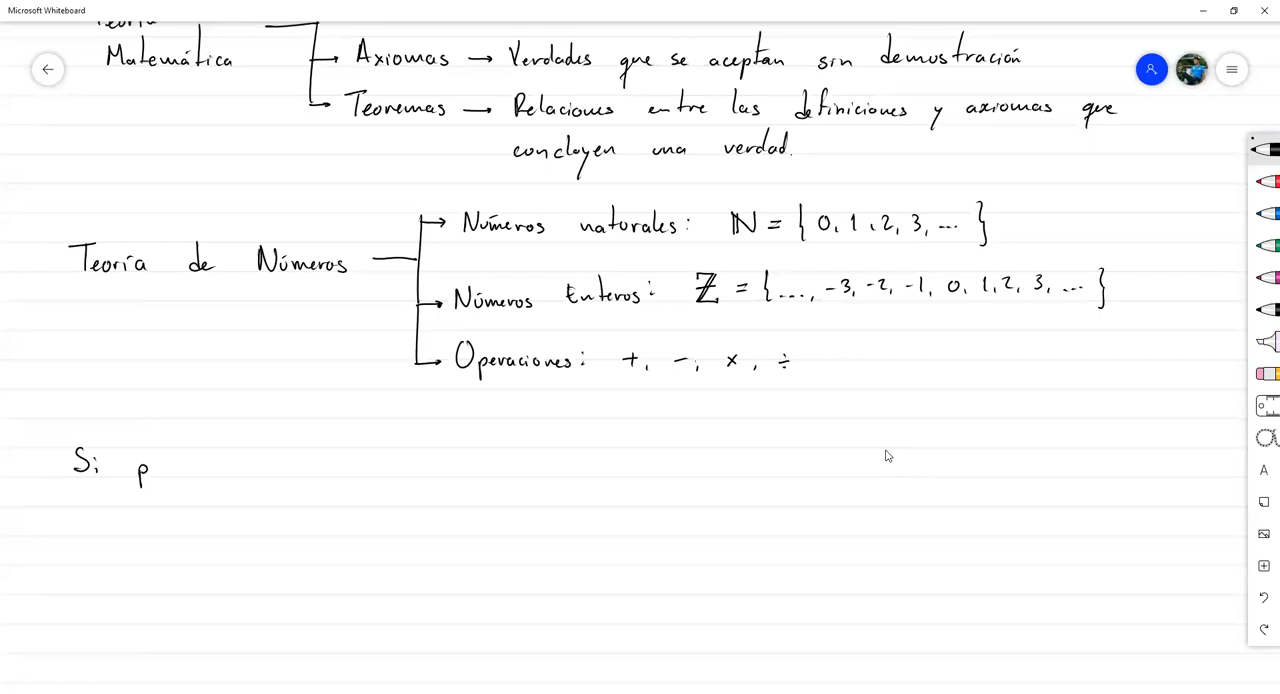 Microsoft Whiteboard
Teoría
Matemática
Axiomas → Verdades que se aceptan sin demostración
Teoremas → Relaciones entre las definiciones y axiomas que
concluyen una verdad.
Teoría de Números
Números naturales: ℕ = { 0, 1, 2, 3, ... }
Números Enteros: ℤ = { ..., -3, -2, -1, 0, 1, 2, 3, ... }
Operaciones: +, -, ×, ÷
Si p